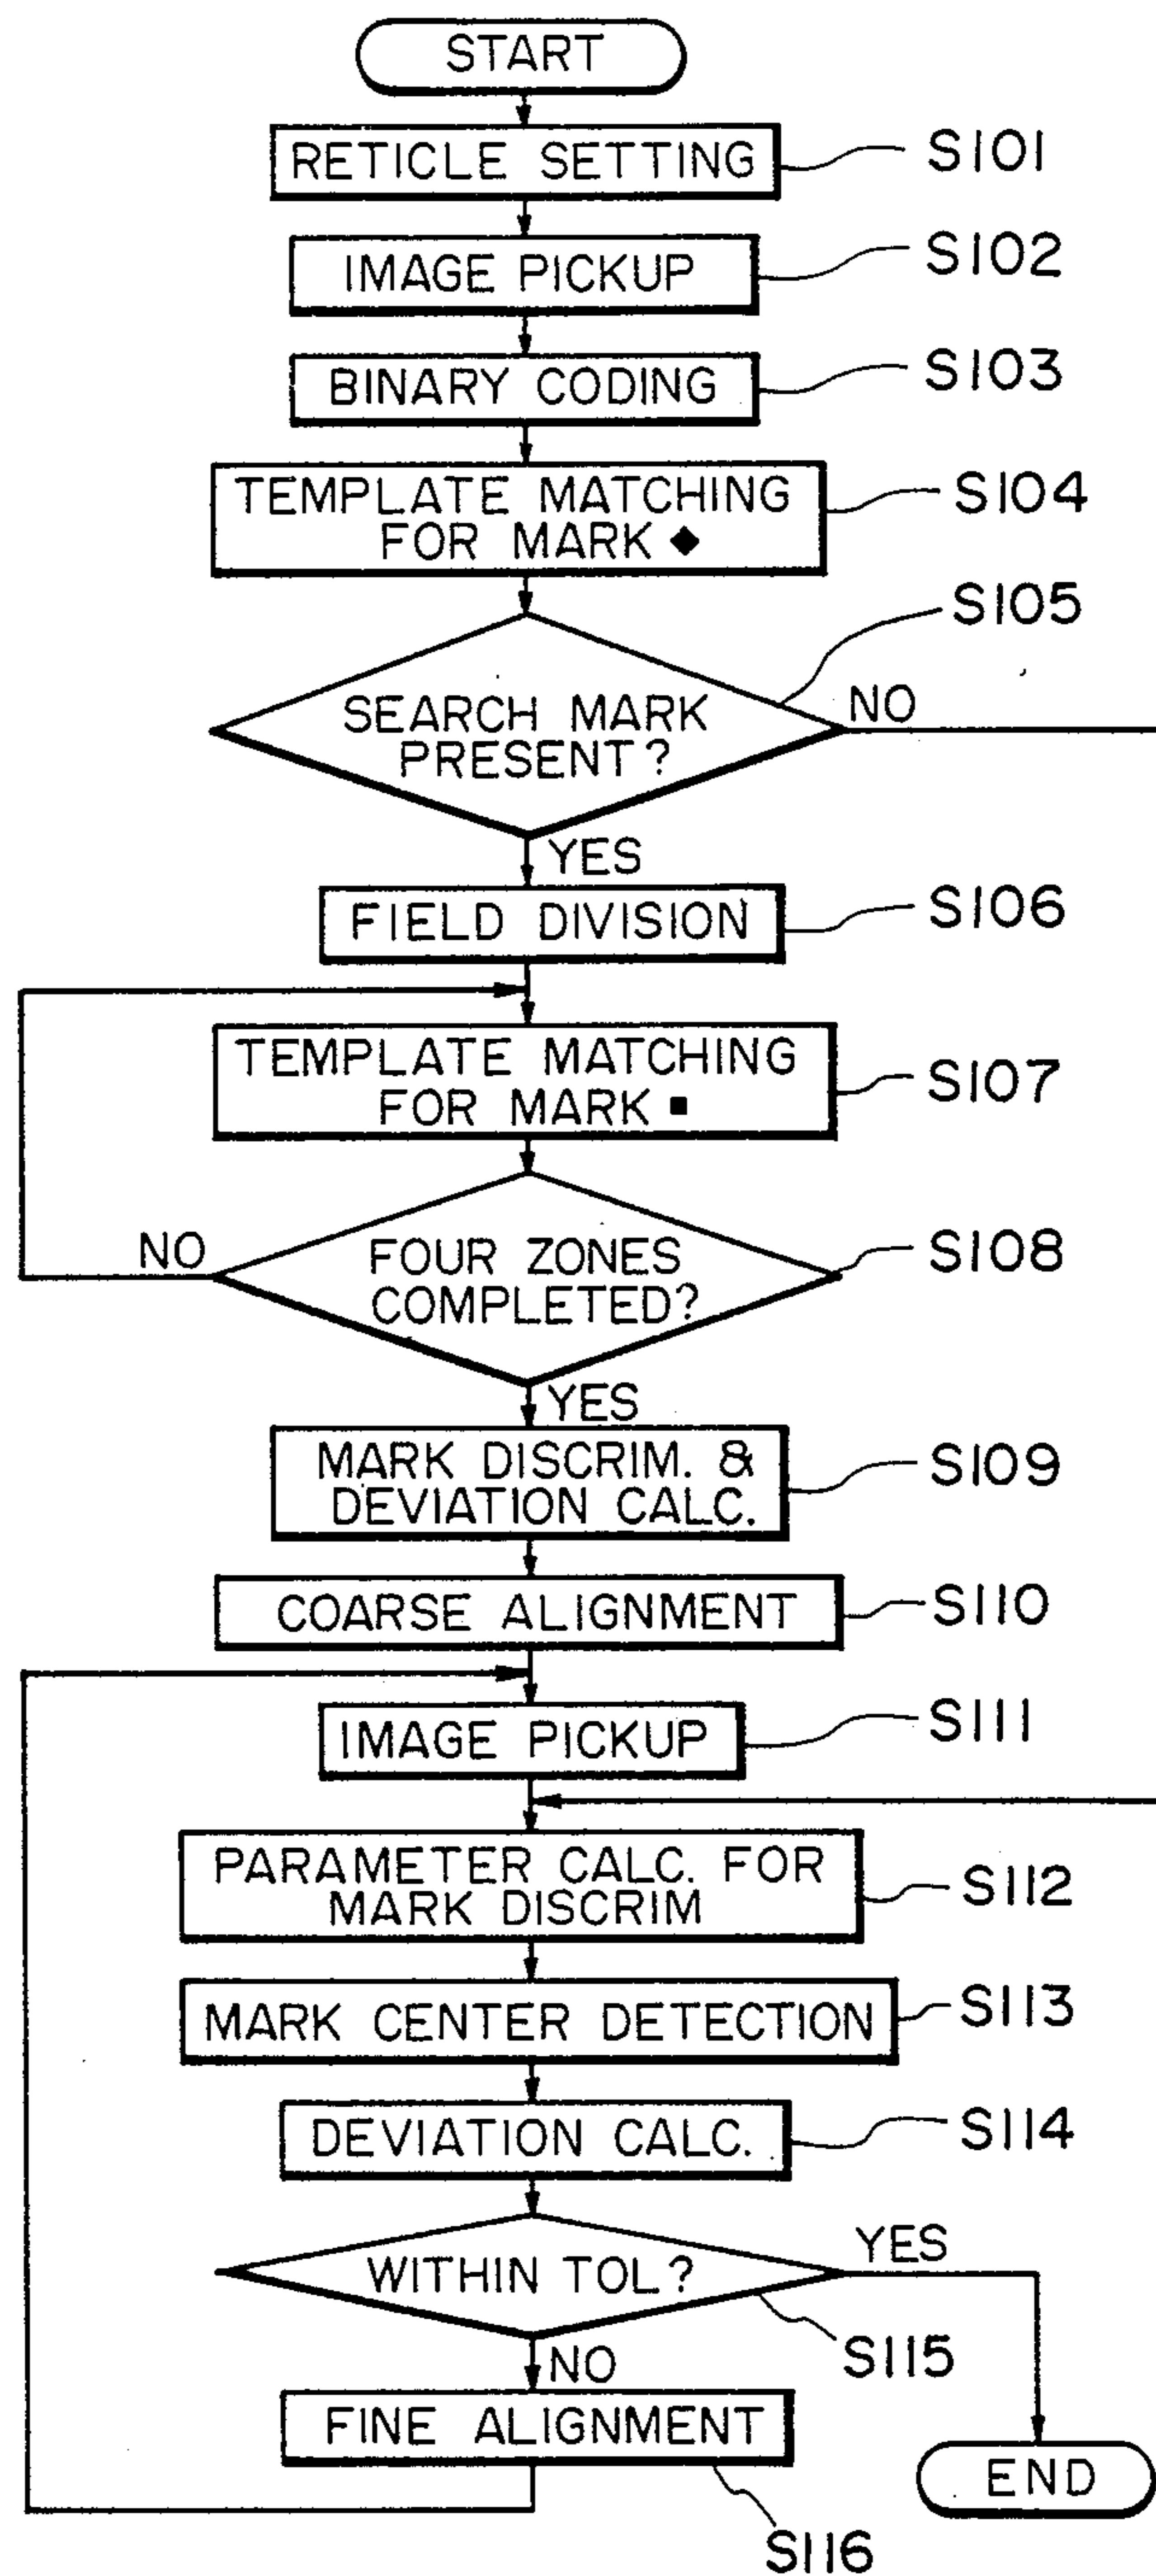 START
RETICLE SETTING
S101
IMAGE PICKUP
S102
BINARY CODING
S103
TEMPLATE MATCHING
FOR MARK ◆
S104
SEARCH MARK
PRESENT?
S105
NO
YES
FIELD DIVISION
S106
TEMPLATE MATCHING
FOR MARK ■
S107
FOUR ZONES
COMPLETED?
S108
NO
YES
MARK DISCRIM. &
DEVIATION CALC.
S109
COARSE ALIGNMENT
S110
IMAGE PICKUP
S111
PARAMETER CALC. FOR
MARK DISCRIM
S112
MARK CENTER DETECTION
S113
DEVIATION CALC.
S114
WITHIN TOL?
YES
S115
NO
FINE ALIGNMENT
S116
END